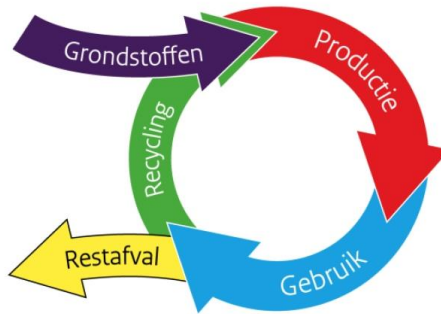 Grondstoffen
Productie
Recycling
Restafval
Gebruik